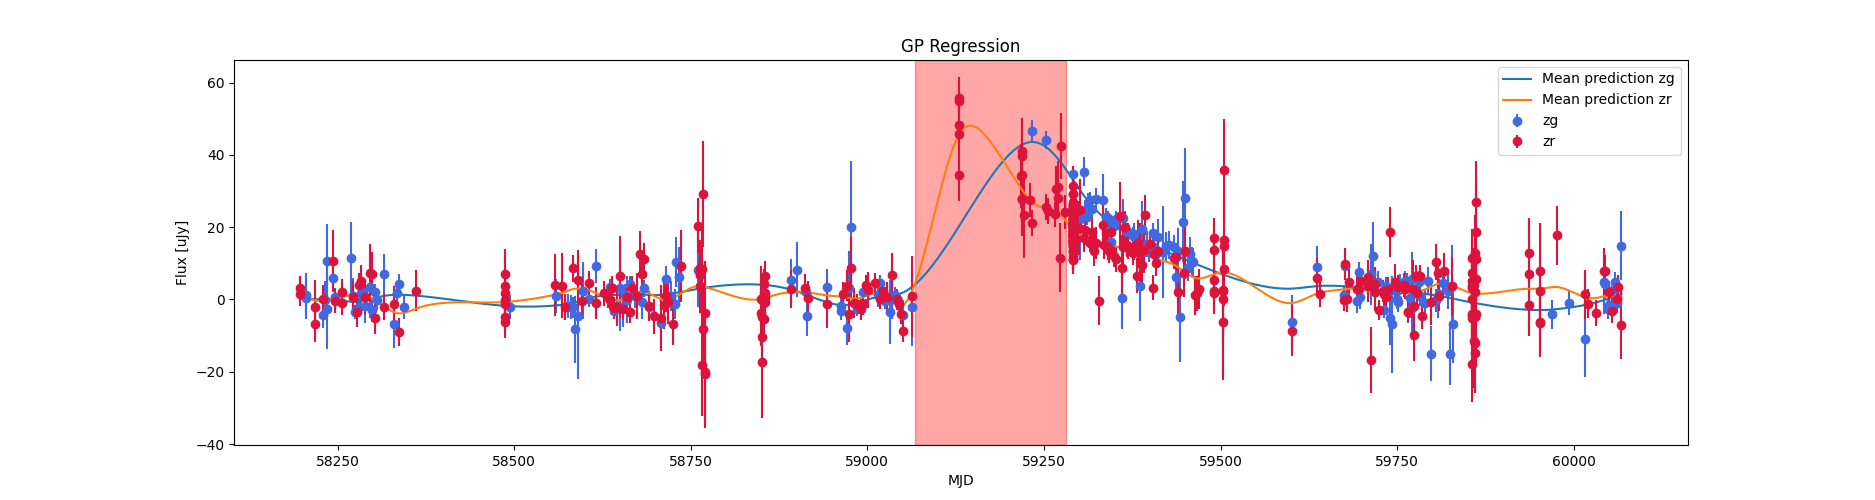 GP Regression
60
40
20
0
−20
−40
Flux [uJy]
58250
58500
58750
59000
59250
59500
59750
60000
MJD
Mean prediction zg
Mean prediction zr
zg
zr